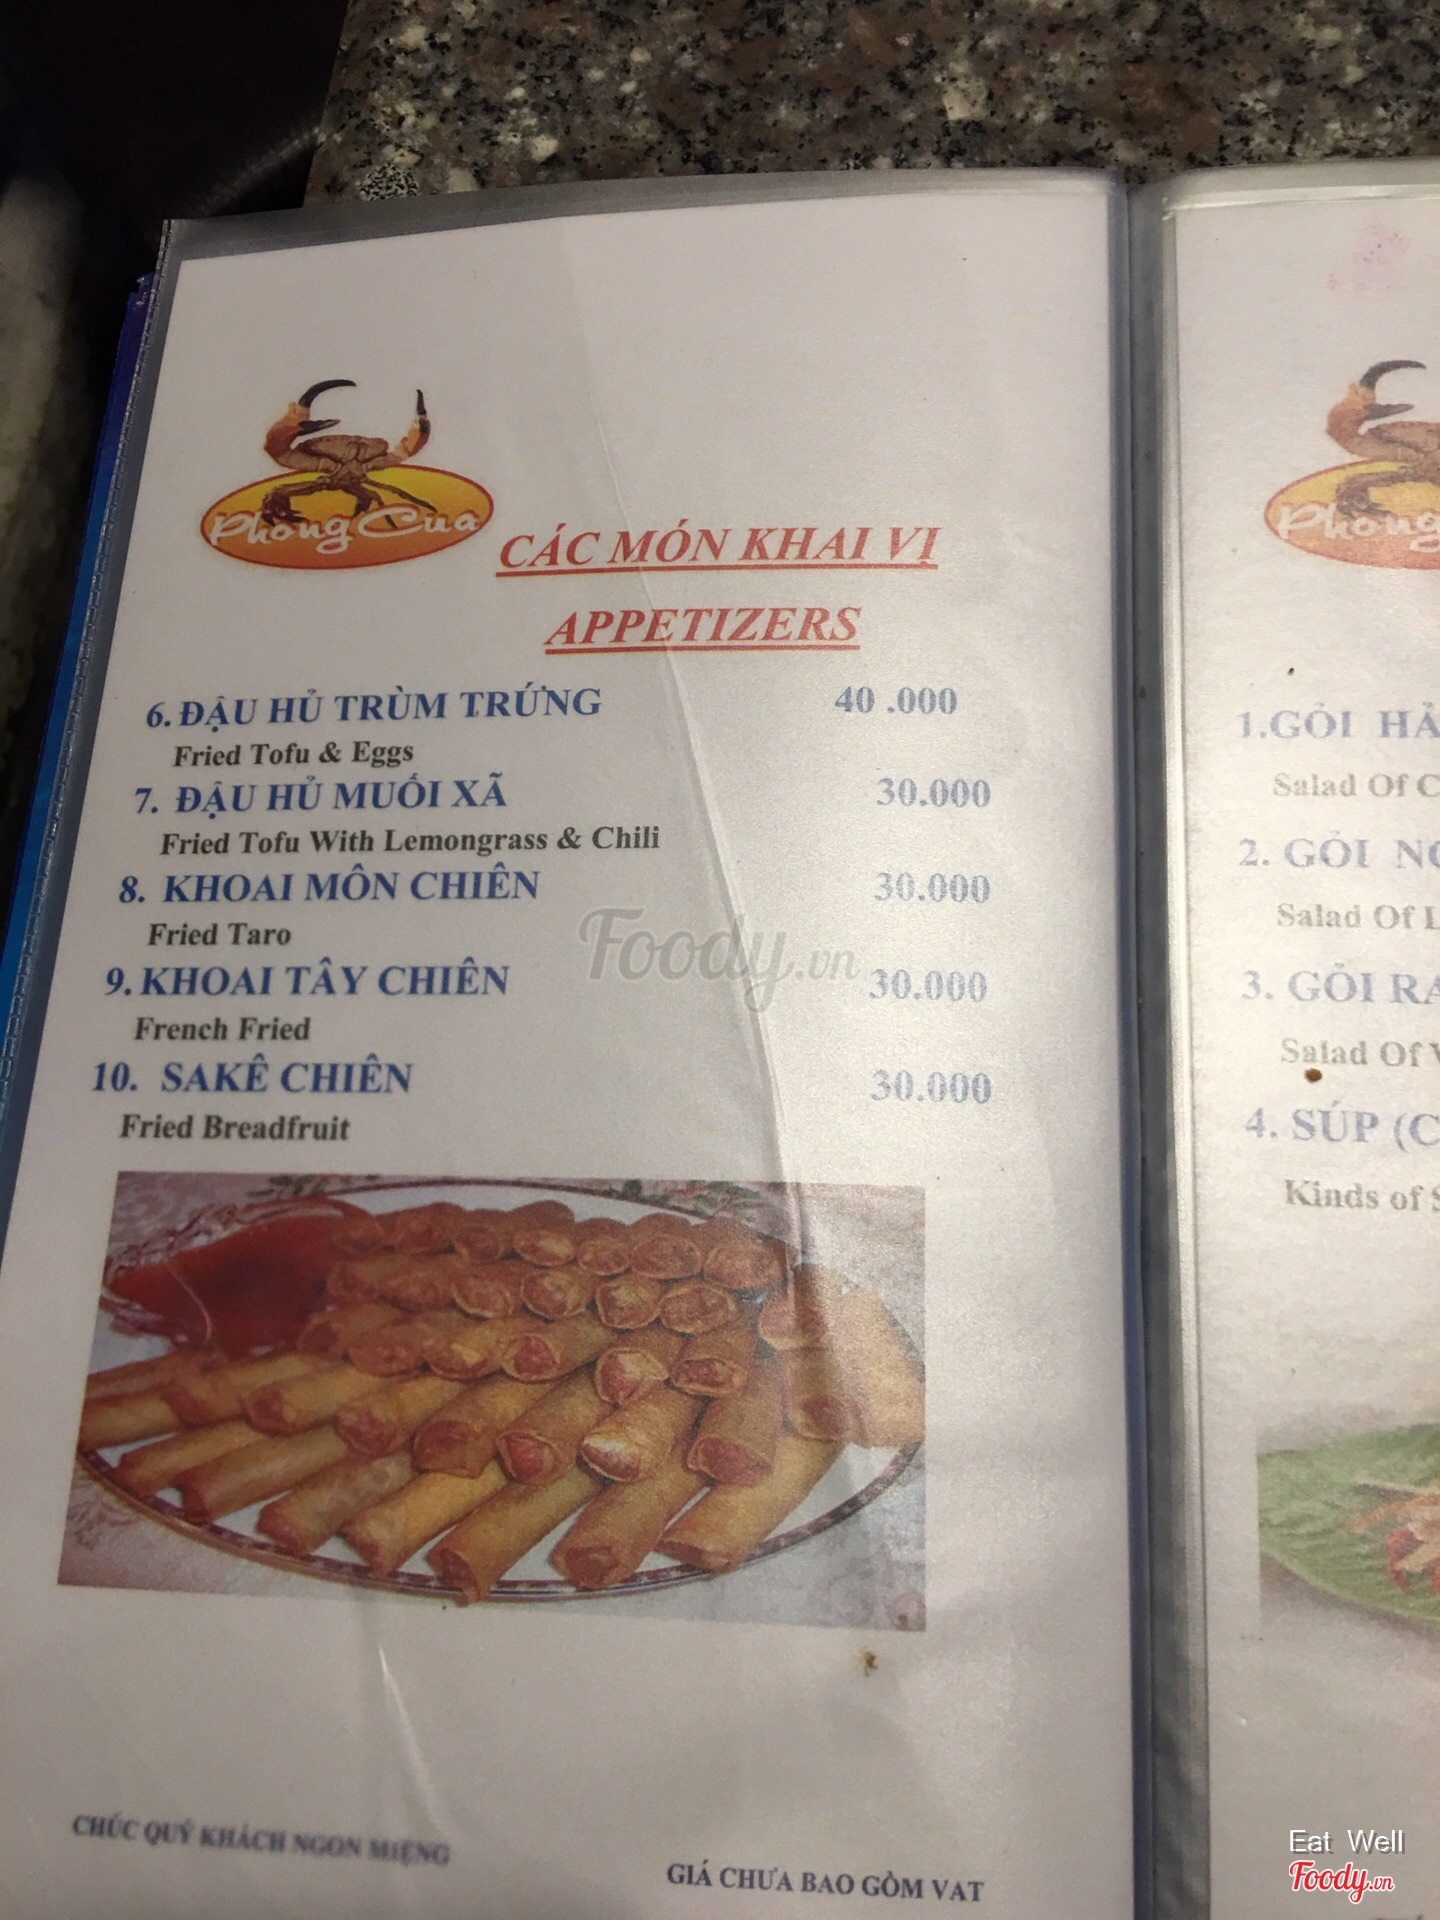 Phong Cua
CÁC MÓN KHAI VỊ
APPETIZERS
6. ĐẬU HỦ TRÙM TRỨNG 40 .000
Fried Tofu & Eggs
7. ĐẬU HỦ MUỐI XÃ 30.000
Fried Tofu With Lemongrass & Chili
8. KHOAI MÔN CHIÊN 30.000
Fried Taro
9. KHOAI TÂY CHIÊN 30.000
French Fried
10. SAKÊ CHIÊN 30.000
Fried Breadfruit
Foody.vn
CHÚC QUÝ KHÁCH NGON MIỆNG
GIÁ CHƯA BAO GỒM VAT
Phong
1.GỎI
Salad Of
2. GỎI
Salad Of
3. GỎI
Salad Of
4. SÚP
Kinds of
Eat Well
Foody.vn